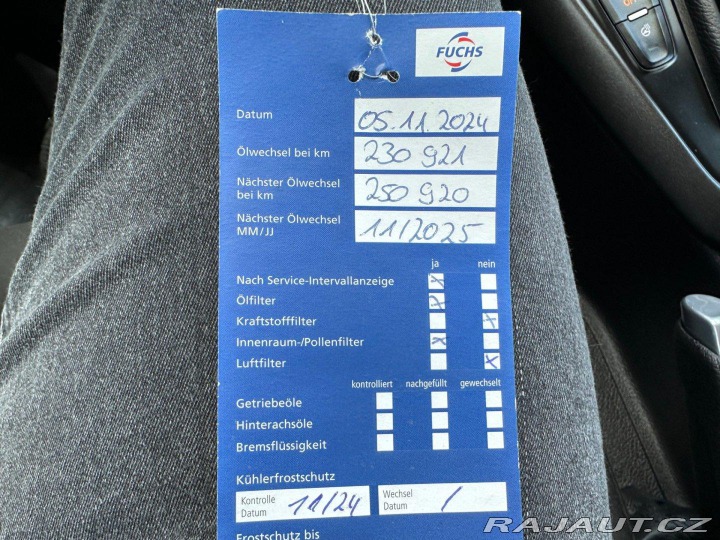 FUCHS
Datum 05.11.2024
Ölwechsel bei km 230 921
Nächster Ölwechsel
bei km 250 920
Nächster Ölwechsel
MM/JJ 11/2025
ja nein
Nach Service-Intervallanzeige
Ölfilter
Kraftstofffilter
Innenraum-/Pollenfilter
Luftfilter
kontrolliert nachgefüllt gewechselt
Getriebeöle
Hinterachsöle
Bremsflüssigkeit
Kühlerfrostschutz
Kontrolle
Datum 11/24
Wechsel
Datum /
Frostschutz bis
RAJAUT.CZ